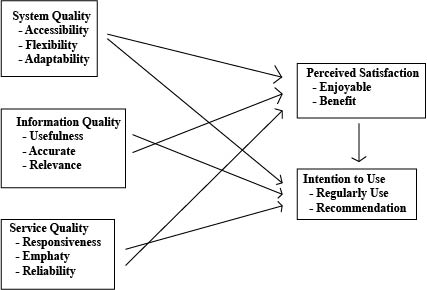 System Quality
- Accessibility
- Flexibility
- Adaptability
Information Quality
- Usefulness
- Accurate
- Relevance
Service Quality
- Responsiveness
- Emphaty
- Reliability
Perceived Satisfaction
- Enjoyable
- Benefit
Intention to Use
- Regularly Use
- Recommendation